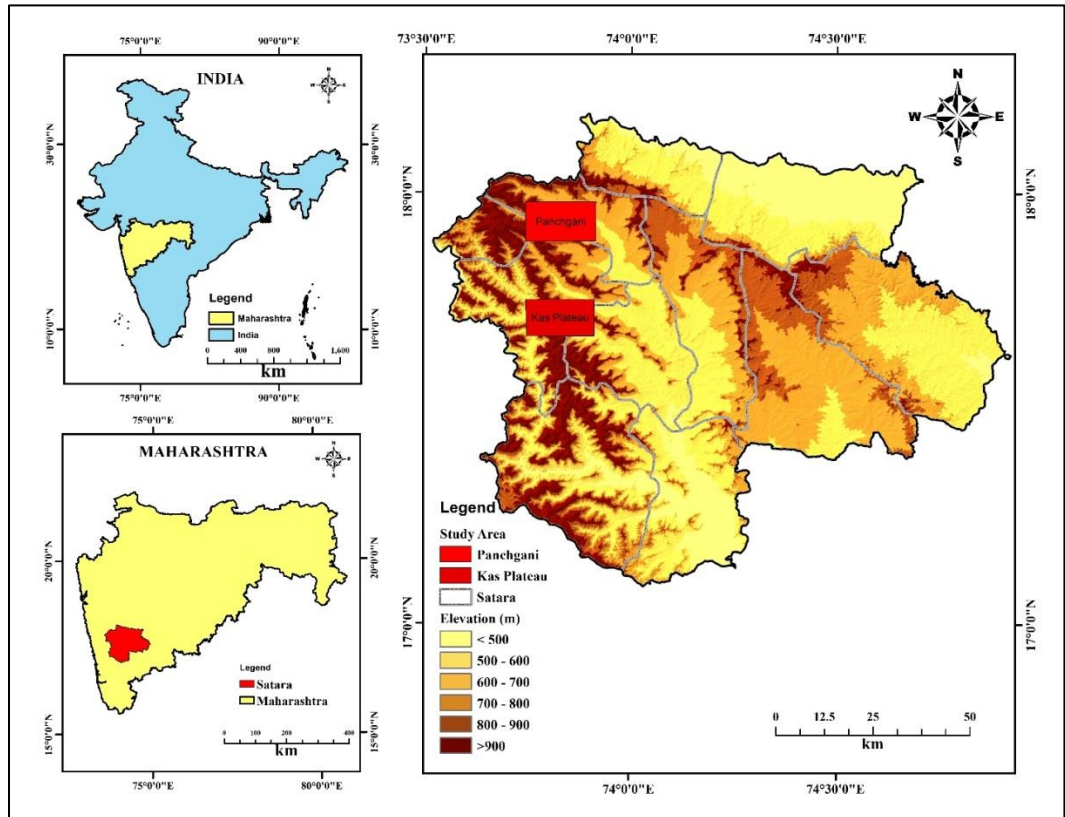 75°0'0"E 90°0'0"E
INDIA
N
W E
S
30°0'0"N
30°0'0"N
10°0'0"N
10°0'0"N
Legend
Maharashtra
India
0 400 800 1,600
km
75°0'0"E 90°0'0"E
75°0'0"E 80°0'0"E
MAHARASHTRA
N
W E
S
20°0'0"N
20°0'0"N
15°0'0"N
15°0'0"N
Legend
Satara
Maharashtra
0 100 200 400
km
75°0'0"E 80°0'0"E
73°30'0"E 74°0'0"E 74°30'0"E
N
W E
S
18°0'0"N
18°0'0"N
Panchgani
Kas Plateau
17°0'0"N
17°0'0"N
Legend
Study Area
Panchgani
Kas Plateau
Satara
Elevation (m)
< 500
500 - 600
600 - 700
700 - 800
800 - 900
>900
0 12.5 25 50
km
74°0'0"E 74°30'0"E